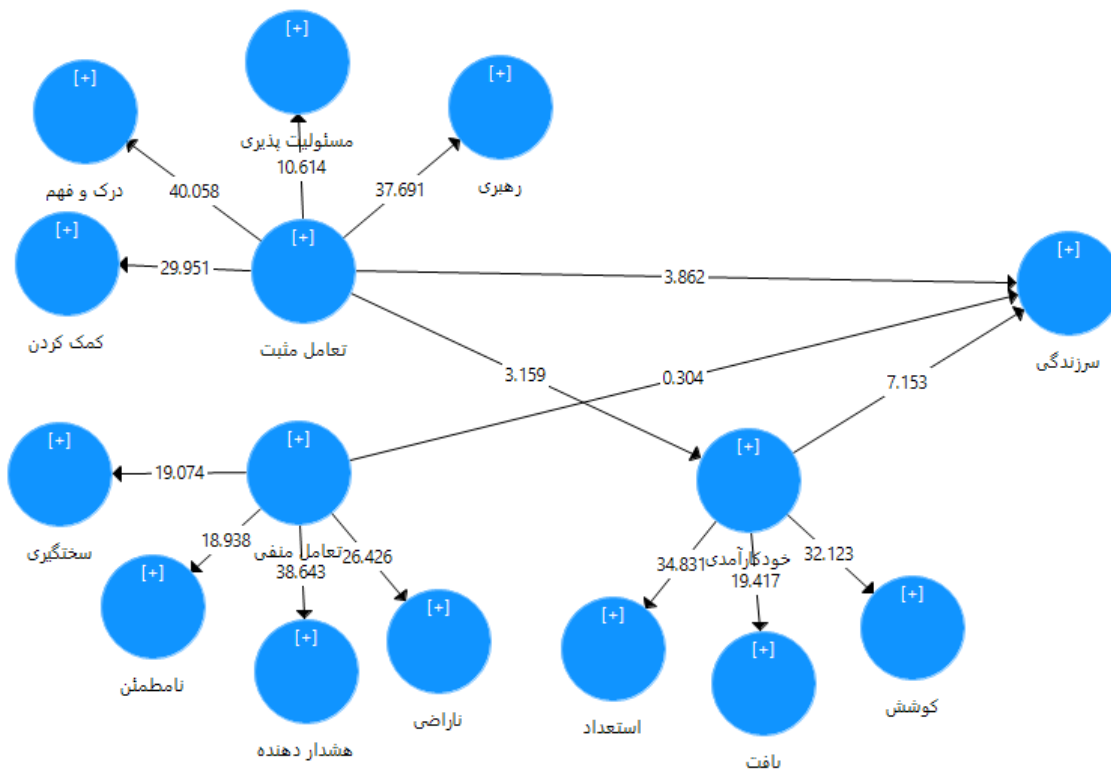 [+]
[+]
[+]
مسئولیت پذیری
رهبری
درک و فهم
10.614
40.058
37.691
[+]
[+]
[+]
29.951
3.862
کمک کردن
تعامل مثبت
سرزندگی
3.159
0.304
7.153
[+]
[+]
[+]
19.074
سختگیری
تعامل منفی
خودکارآمدی
18.938
38.643
26.426
34.831
19.417
32.123
[+]
[+]
[+]
[+]
[+]
[+]
نامطمئن
ناراضی
هشدار دهنده
استعداد
بافت
کوشش